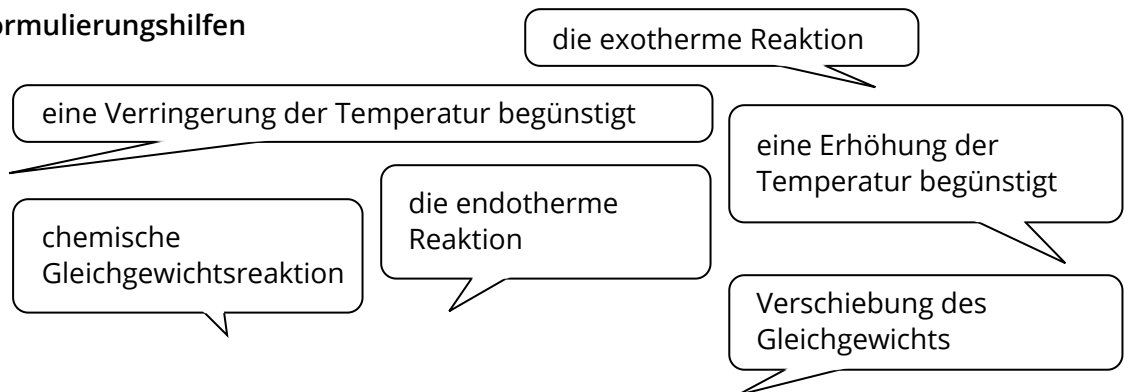 ormulierungshilfen
die exotherme Reaktion
eine Verringerung der Temperatur begünstigt
eine Erhöhung der
Temperatur begünstigt
die endotherme
Reaktion
chemische
Gleichgewichtsreaktion
Verschiebung des
Gleichgewichts